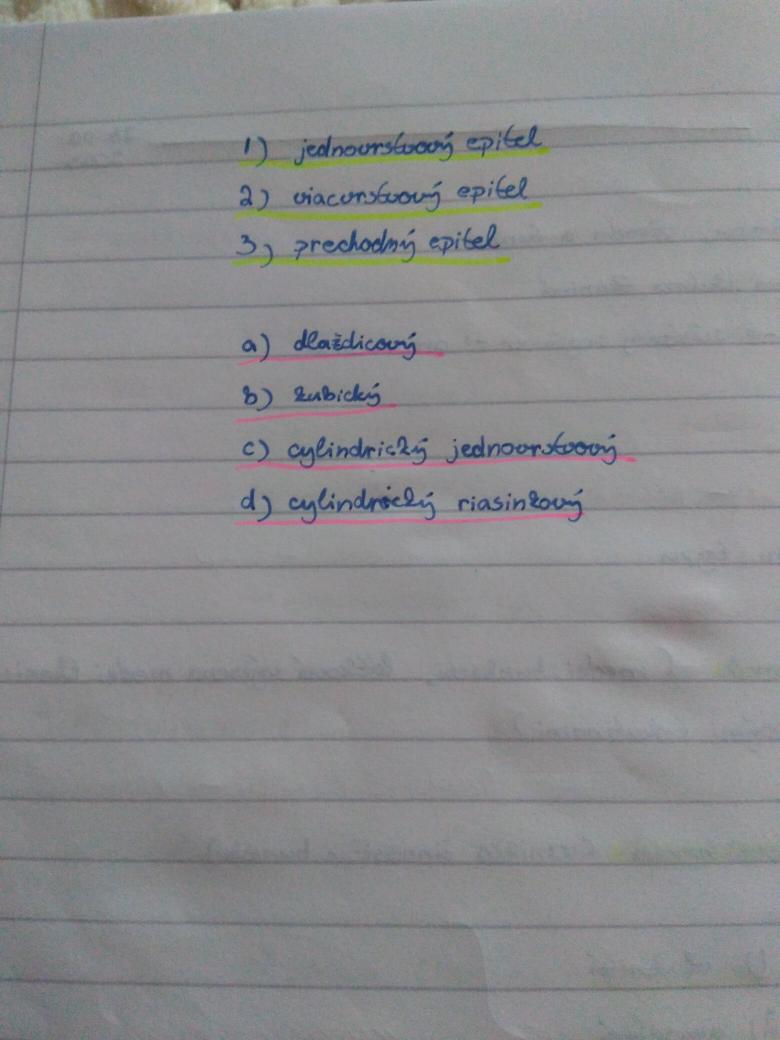 1) jednovrstvový epitel
2) viacvrstvový epitel
3) prechodný epitel
a) dlaždicový
b) kubický
c) cylindrický jednovrstvový
d) cylindrický riasinkový